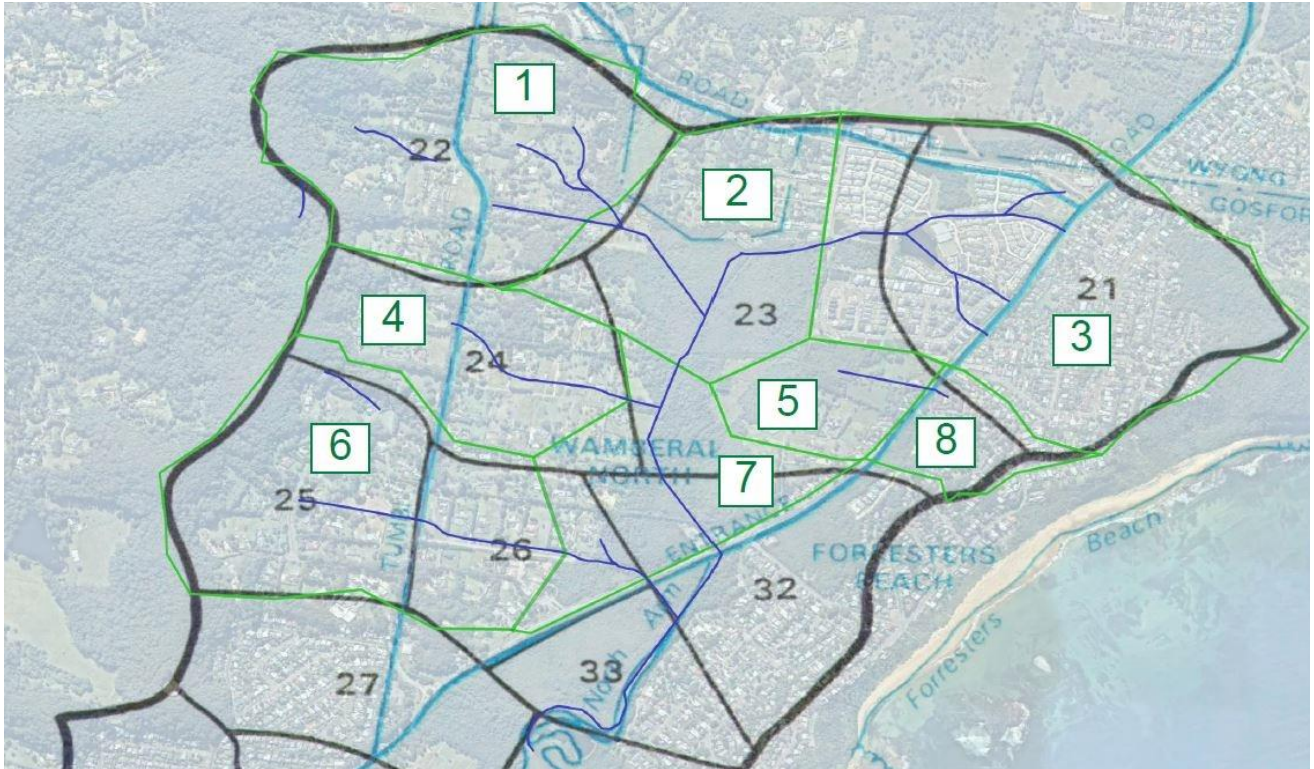 1
ROAD
22
2
ROAD
WYONG
GOSFOR
ROAD
21
4
23
3
24
5
6
8
WAMBERAL
NORTH
7
25
ENTRANCE
TUMBI
26
FORRESTERS
BEACH
Beach
32
Arm
33
North
27
Forresters